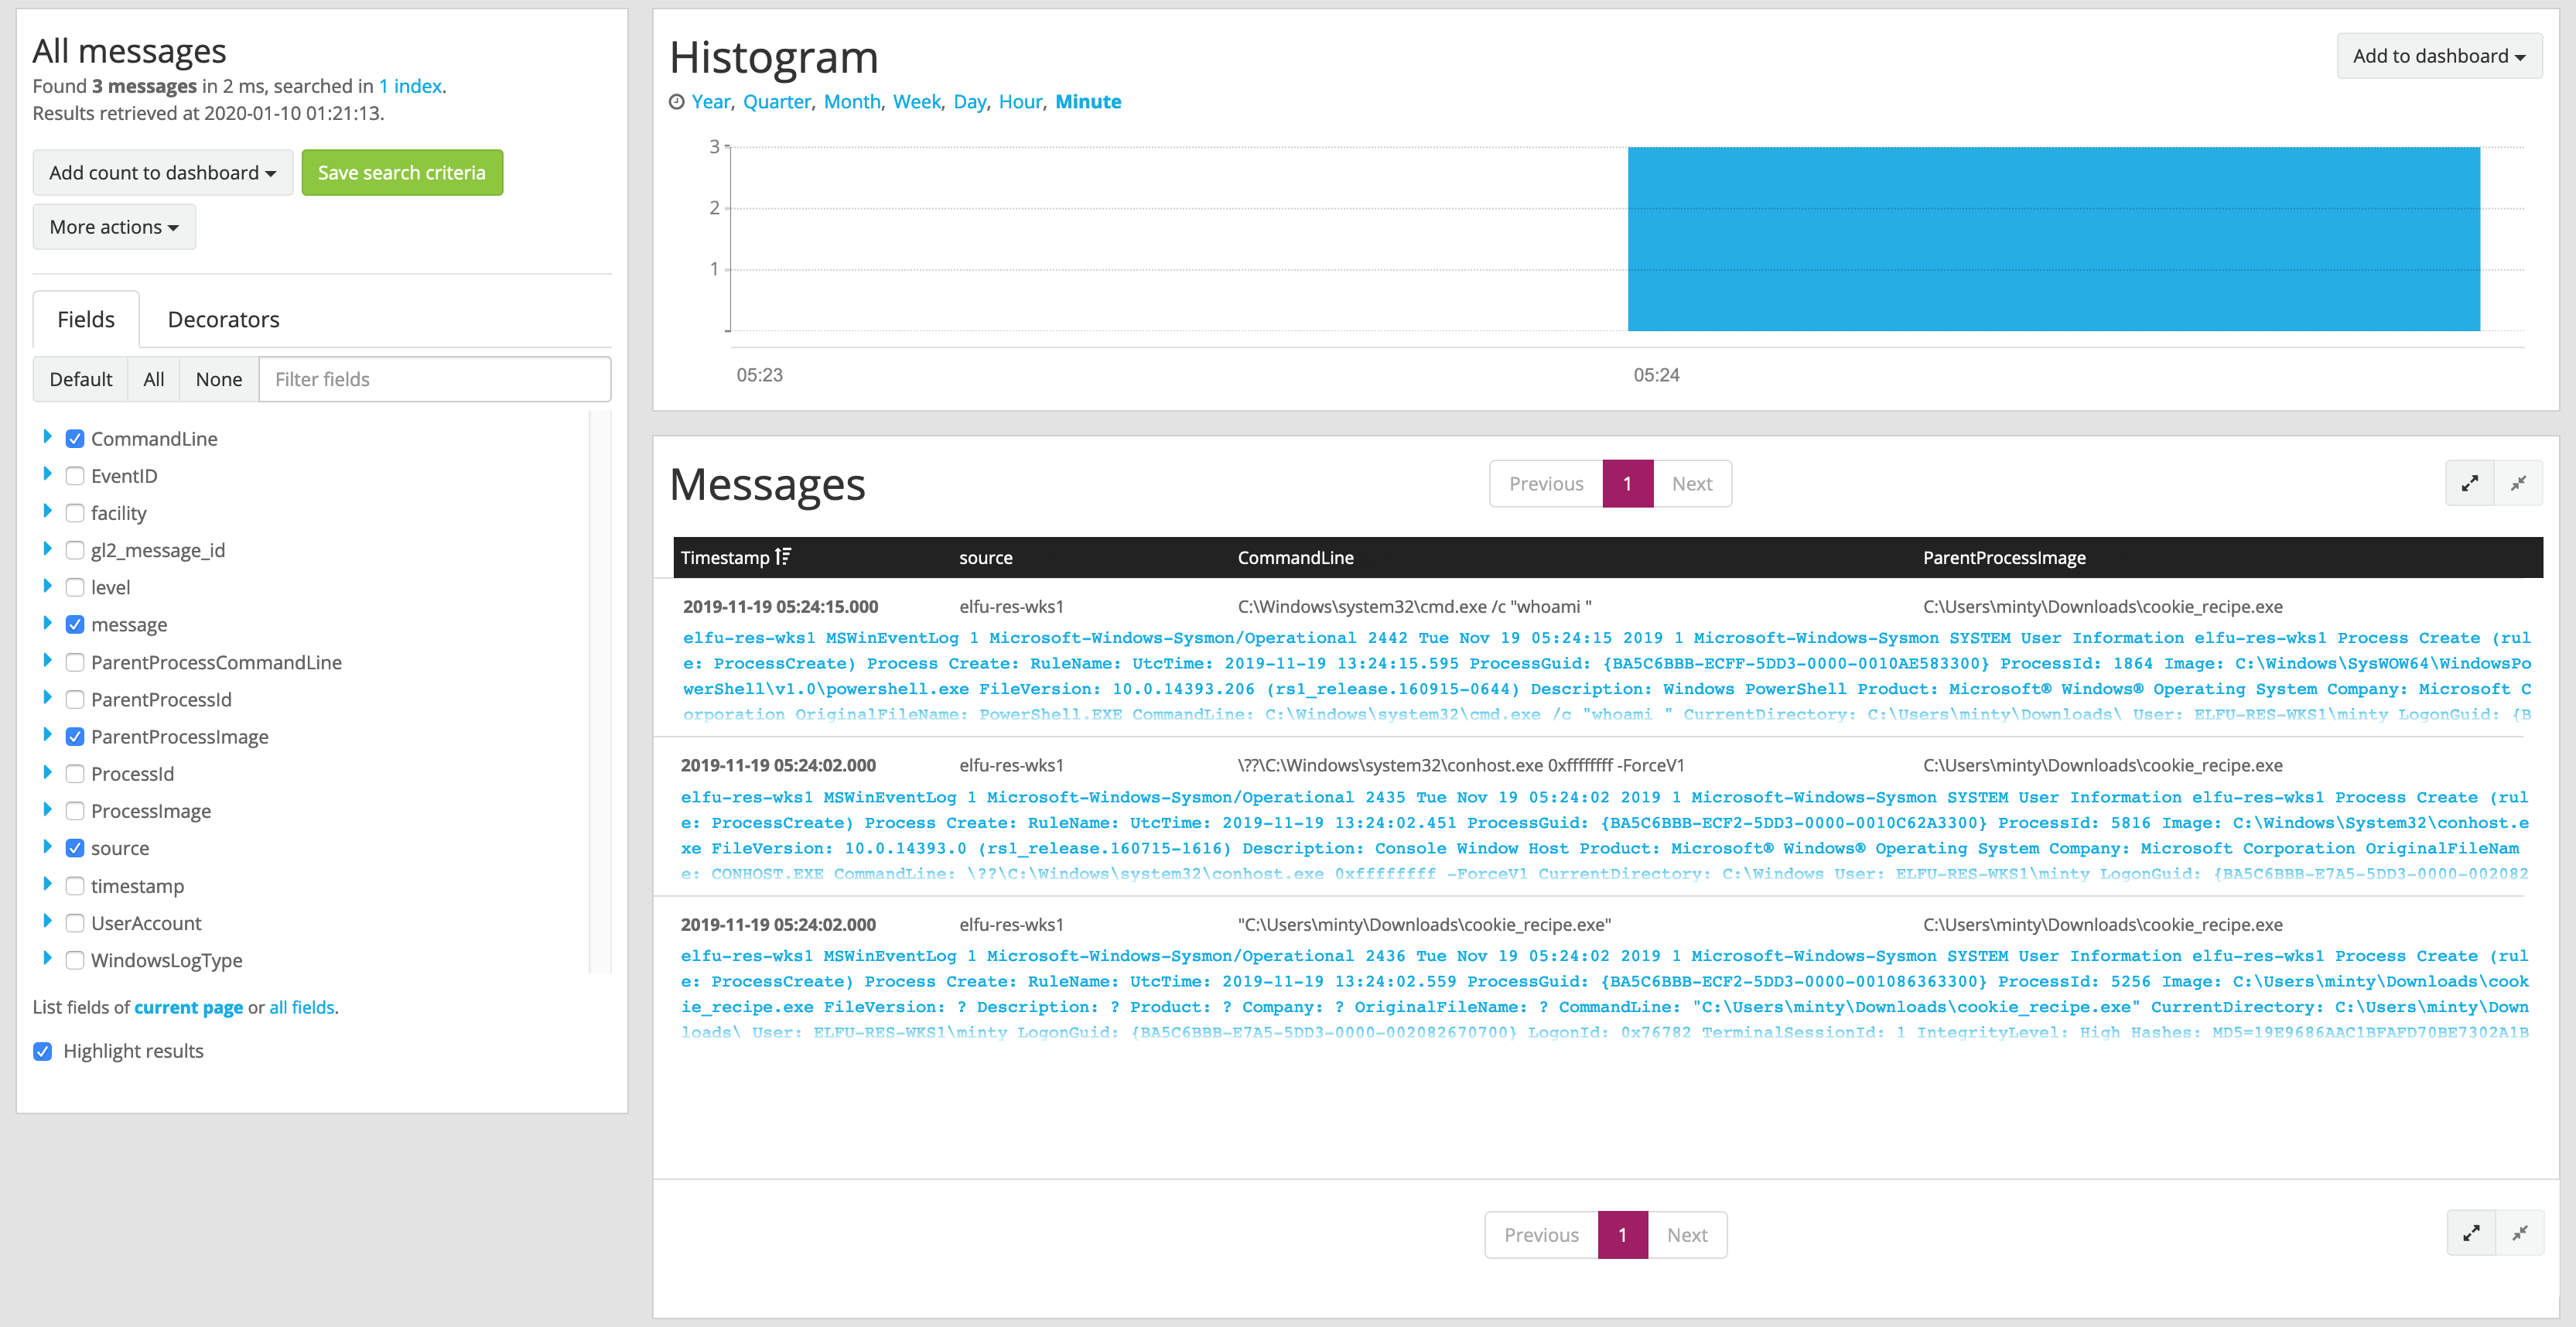 All messages
Found 3 messages in 2 ms, searched in 1 index.
Results retrieved at 2020-01-10 01:21:13.
Add count to dashboard
Save search criteria
More actions
Fields
Decorators
Default
All
None
Filter fields
CommandLine
EventID
facility
gl2_message_id
level
message
ParentProcessCommandLine
ParentProcessId
ParentProcessImage
ProcessId
ProcessImage
source
timestamp
UserAccount
WindowsLogType
List fields of current page or all fields.
Highlight results
Histogram
Add to dashboard
Year, Quarter, Month, Week, Day, Hour, Minute
3
2
1
05:23
05:24
Messages
Previous
1
Next
Timestamp
source
CommandLine
ParentProcessImage
2019-11-19 05:24:15.000
elfu-res-wks1
C:\Windows\system32\cmd.exe /c "whoami "
C:\Users\minty\Downloads\cookie_recipe.exe
elfu-res-wks1 MSWinEventLog 1 Microsoft-Windows-Sysmon/Operational 2442 Tue Nov 19 05:24:15 2019 1 Microsoft-Windows-Sysmon SYSTEM User Information elfu-res-wks1 Process Create (rul
e: ProcessCreate) Process Create: RuleName: UtcTime: 2019-11-19 13:24:15.595 ProcessGuid: {BA5C6BBB-ECFF-5DD3-0000-0010AE583300} ProcessId: 1864 Image: C:\Windows\SysWOW64\WindowsPo
werShell\v1.0\powershell.exe FileVersion: 10.0.14393.206 (rs1_release.160915-0644) Description: Windows PowerShell Product: Microsoft® Windows® Operating System Company: Microsoft C
orporation OriginalFileName: PowerShell.EXE CommandLine: C:\Windows\system32\cmd.exe /c "whoami " CurrentDirectory: C:\Users\minty\Downloads\ User: ELFU-RES-WKS1\minty LogonGuid: {B
2019-11-19 05:24:02.000
elfu-res-wks1
\??\C:\Windows\system32\conhost.exe 0xffffffff -ForceV1
C:\Users\minty\Downloads\cookie_recipe.exe
elfu-res-wks1 MSWinEventLog 1 Microsoft-Windows-Sysmon/Operational 2435 Tue Nov 19 05:24:02 2019 1 Microsoft-Windows-Sysmon SYSTEM User Information elfu-res-wks1 Process Create (rul
e: ProcessCreate) Process Create: RuleName: UtcTime: 2019-11-19 13:24:02.451 ProcessGuid: {BA5C6BBB-ECF2-5DD3-0000-0010C62A3300} ProcessId: 5816 Image: C:\Windows\System32\conhost.e
xe FileVersion: 10.0.14393.0 (rs1_release.160715-1616) Description: Console Window Host Product: Microsoft® Windows® Operating System Company: Microsoft Corporation OriginalFileNam
e: CONHOST.EXE CommandLine: \??\C:\Windows\system32\conhost.exe 0xffffffff -ForceV1 CurrentDirectory: C:\Windows User: ELFU-RES-WKS1\minty LogonGuid: {BA5C6BBB-E7A5-5DD3-0000-002082
2019-11-19 05:24:02.000
elfu-res-wks1
"C:\Users\minty\Downloads\cookie_recipe.exe"
C:\Users\minty\Downloads\cookie_recipe.exe
elfu-res-wks1 MSWinEventLog 1 Microsoft-Windows-Sysmon/Operational 2436 Tue Nov 19 05:24:02 2019 1 Microsoft-Windows-Sysmon SYSTEM User Information elfu-res-wks1 Process Create (rul
e: ProcessCreate) Process Create: RuleName: UtcTime: 2019-11-19 13:24:02.559 ProcessGuid: {BA5C6BBB-ECF2-5DD3-0000-001086363300} ProcessId: 5256 Image: C:\Users\minty\Downloads\cook
ie_recipe.exe FileVersion: ? Description: ? Product: ? Company: ? OriginalFileName: ? CommandLine: "C:\Users\minty\Downloads\cookie_recipe.exe" CurrentDirectory: C:\Users\minty\Down
loads\ User: ELFU-RES-WKS1\minty LogonGuid: {BA5C6BBB-E7A5-5DD3-0000-002082670700} LogonId: 0x76782 TerminalSessionId: 1 IntegrityLevel: High Hashes: MD5=19E9686AAC1BFAFD70BE7302A1B
Previous
1
Next